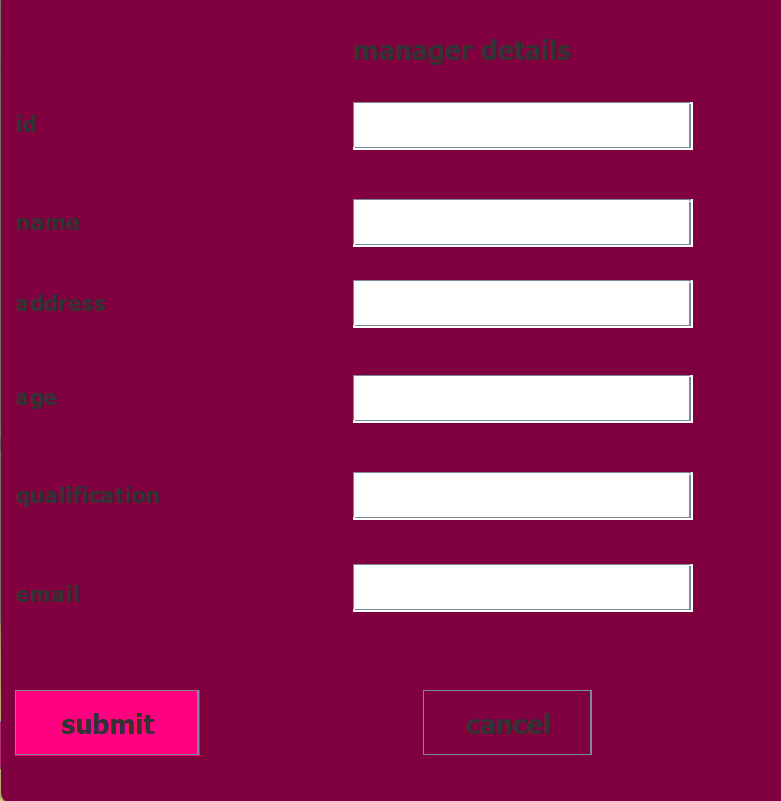 manager details
id
name
address
age
qualification
email
submit
cancel